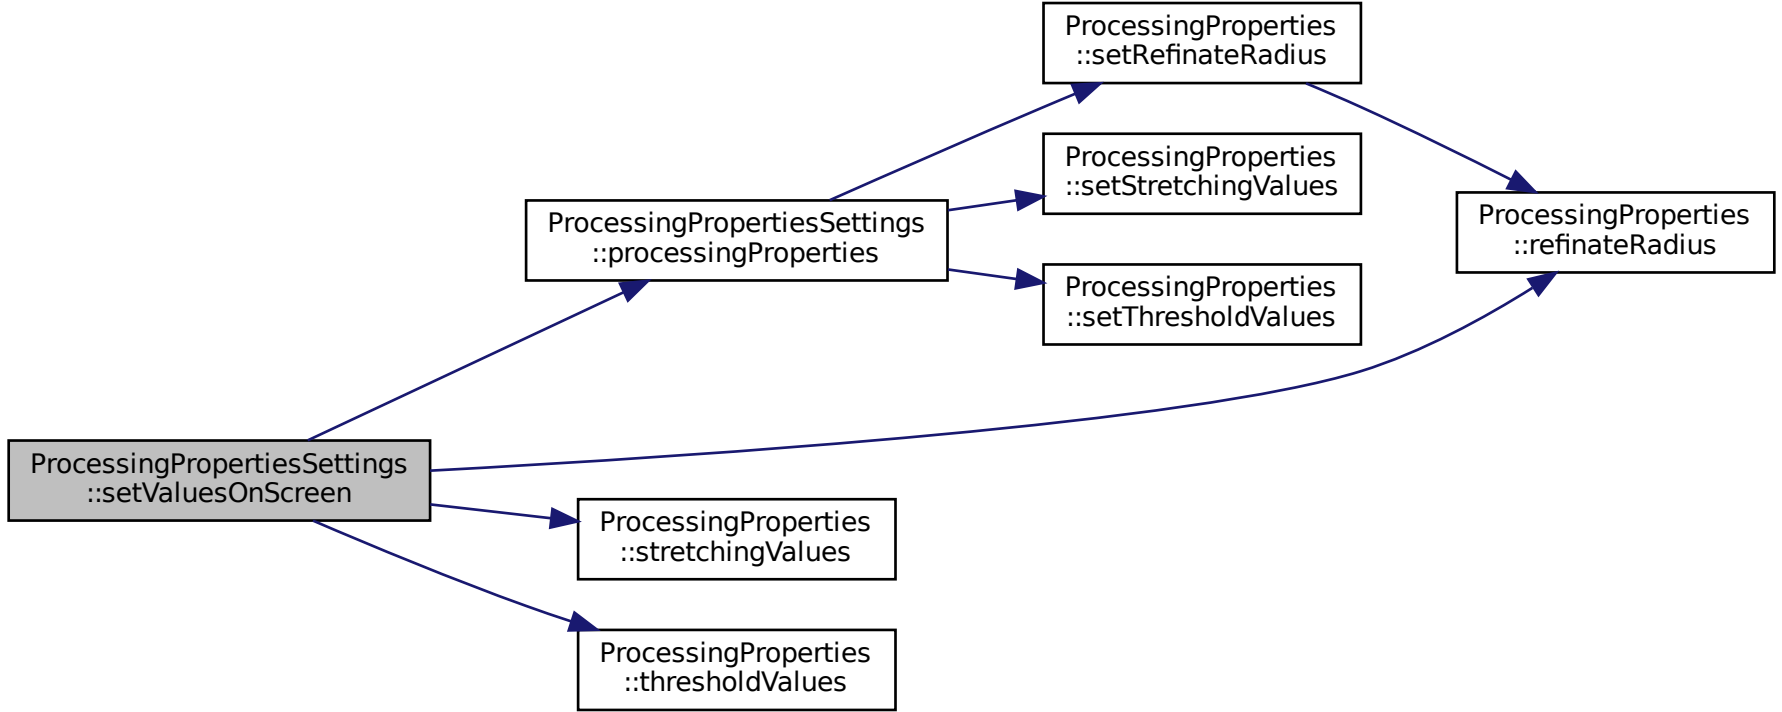 ProcessingProperties
::setRefinateRadius
ProcessingProperties
::setStretchingValues
ProcessingPropertiesSettings
::processingProperties
ProcessingProperties
::refinateRadius
ProcessingProperties
::setThresholdValues
ProcessingPropertiesSettings
::setValuesOnScreen
ProcessingProperties
::stretchingValues
ProcessingProperties
::thresholdValues